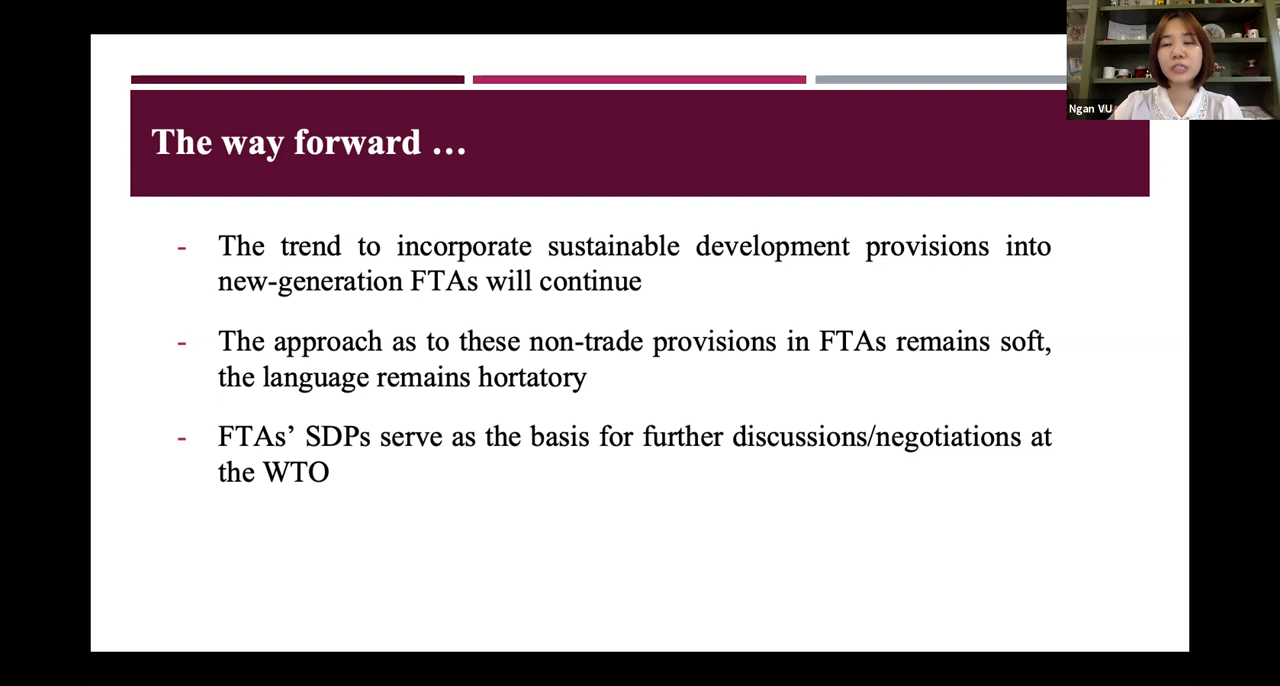 The way forward …
Ngan VU
- The trend to incorporate sustainable development provisions into
new-generation FTAs will continue
- The approach as to these non-trade provisions in FTAs remains soft,
the language remains hortatory
- FTAs’ SDPs serve as the basis for further discussions/negotiations at
the WTO